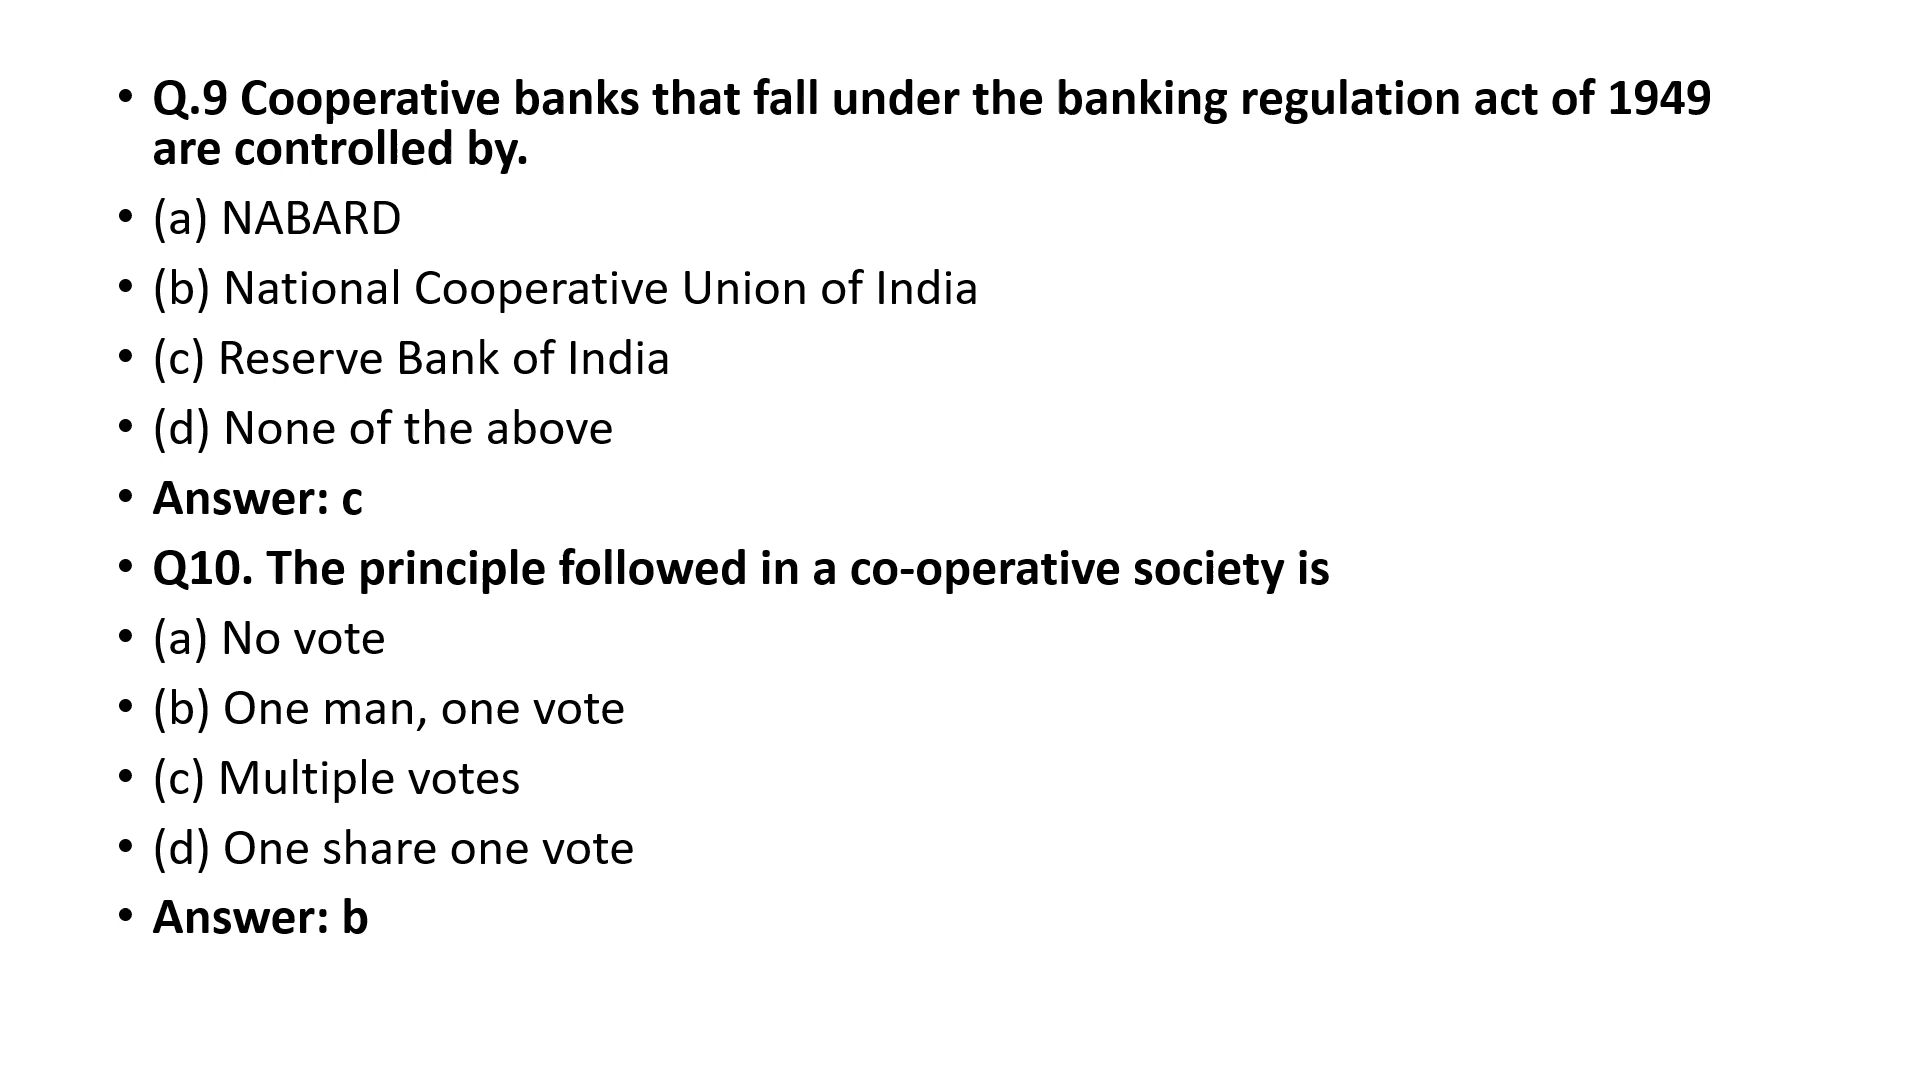 • Q.9 Cooperative banks that fall under the banking regulation act of 1949
are controlled by.
• (a) NABARD
• (b) National Cooperative Union of India
• (c) Reserve Bank of India
• (d) None of the above
• Answer: c
• Q10. The principle followed in a co-operative society is
• (a) No vote
• (b) One man, one vote
• (c) Multiple votes
• (d) One share one vote
• Answer: b